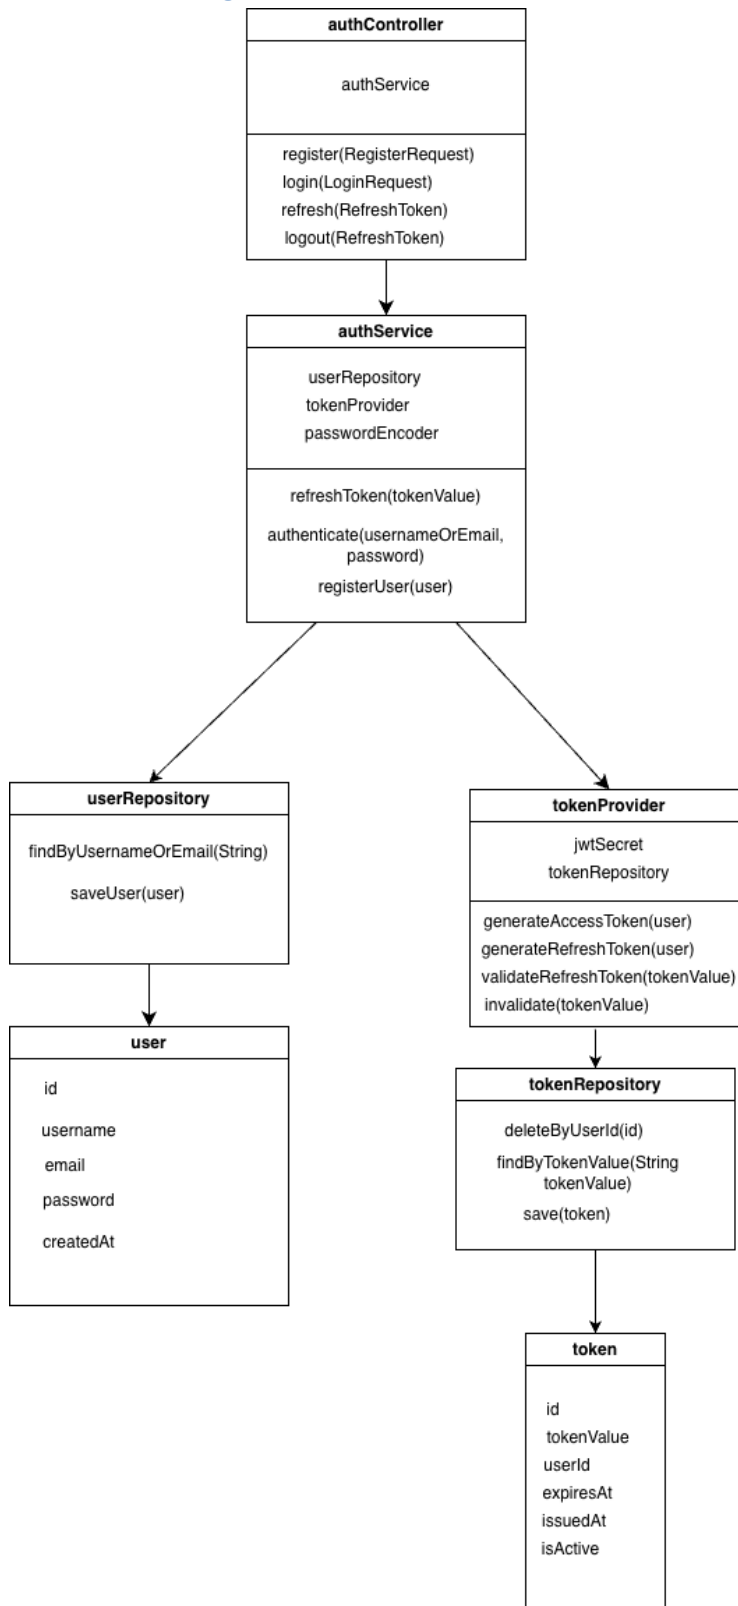 authController
authService
register(RegisterRequest)
login(LoginRequest)
refresh(RefreshToken)
logout(RefreshToken)
authService
userRepository
tokenProvider
passwordEncoder
refreshToken(tokenValue)
authenticate(usernameOrEmail,
password)
registerUser(user)
userRepository
findByUsernameOrEmail(String)
saveUser(user)
user
id
username
email
password
createdAt
tokenProvider
jwtSecret
tokenRepository
generateAccessToken(user)
generateRefreshToken(user)
validateRefreshToken(tokenValue)
invalidate(tokenValue)
tokenRepository
deleteByUserId(id)
findByTokenValue(String
tokenValue)
save(token)
token
id
tokenValue
userId
expiresAt
issuedAt
isActive